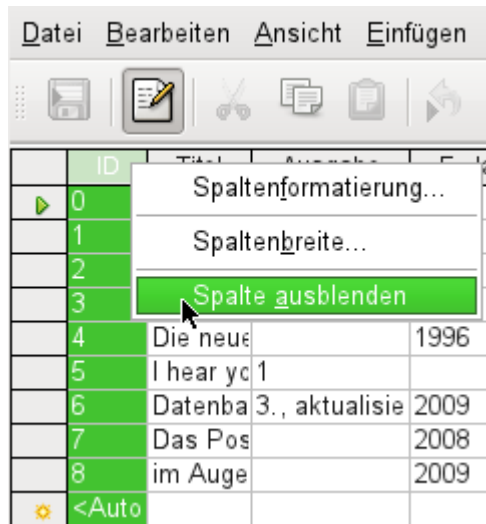 Datei Bearbeiten Ansicht Einfügen
ID
Spaltenformatierung...
0
1
Spaltenbreite...
2
3
Spalte ausblenden
4 Die neue 1996
5 I hear yo 1
6 Datenba 3., aktualisie 2009
7 Das Pos 2008
8 im Auge 2009
<Auto